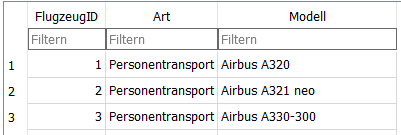 FlugzeugID Art Modell
Filtern Filtern Filtern
1 1 Personentransport Airbus A320
2 2 Personentransport Airbus A321 neo
3 3 Personentransport Airbus A330-300